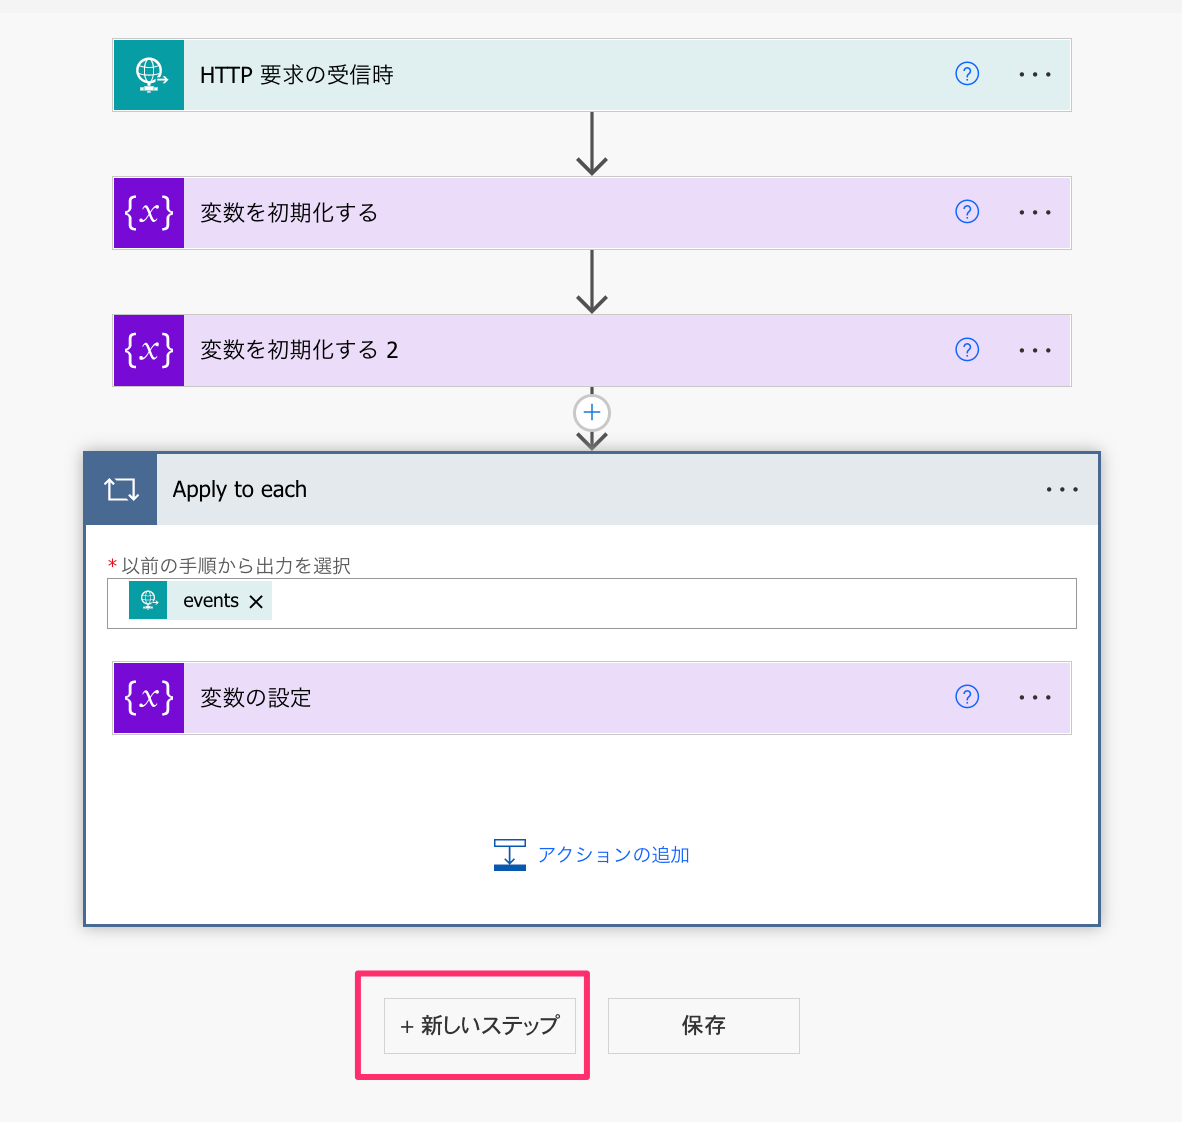 HTTP 要求の受信時
{x} 変数を初期化する
{x} 変数を初期化する 2
Apply to each
*以前の手順から出力を選択
events
{x} 変数の設定
アクションの追加
+ 新しいステップ
保存